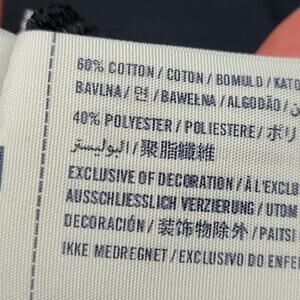 60% COTTON / COTON / BOMULD / KATO
BAVLNA / 면 / BAWEŁNA / ALGODÃO /
40% POLYESTER / POLIESTERE / ポリ
البوليستر / 聚脂纖維
EXCLUSIVE OF DECORATION / À L'EXCLU
AUSSCHLIESSLICH VERZIERUNG / UTOM
DECORACIÓN / 装饰物除外 / PAITSI
IKKE MEDREGNET / EXCLUSIVO DO ENFE